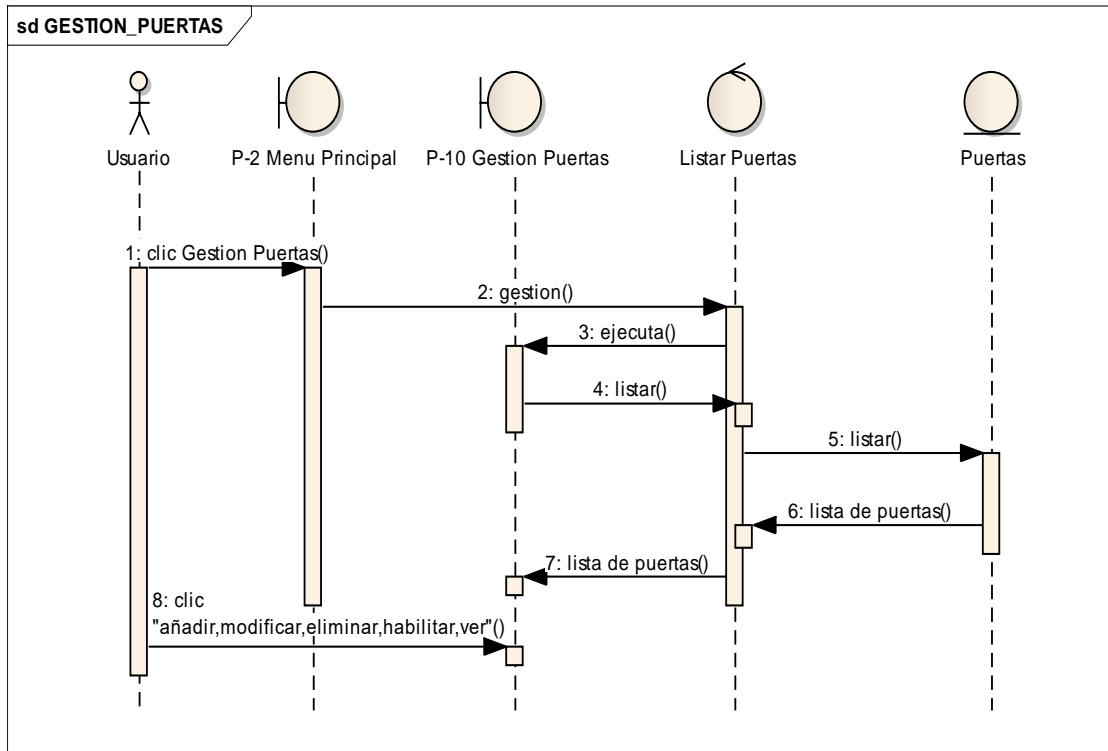 sd GESTION_PUERTAS
Usuario
P-2 Menu Principal
P-10 Gestion Puertas
Listar Puertas
Puertas
1: clic Gestion Puertas()
2: gestion()
3: ejecuta()
4: listar()
5: listar()
6: lista de puertas()
7: lista de puertas()
8: clic
"añadir,modificar,eliminar,habilitar,ver"()